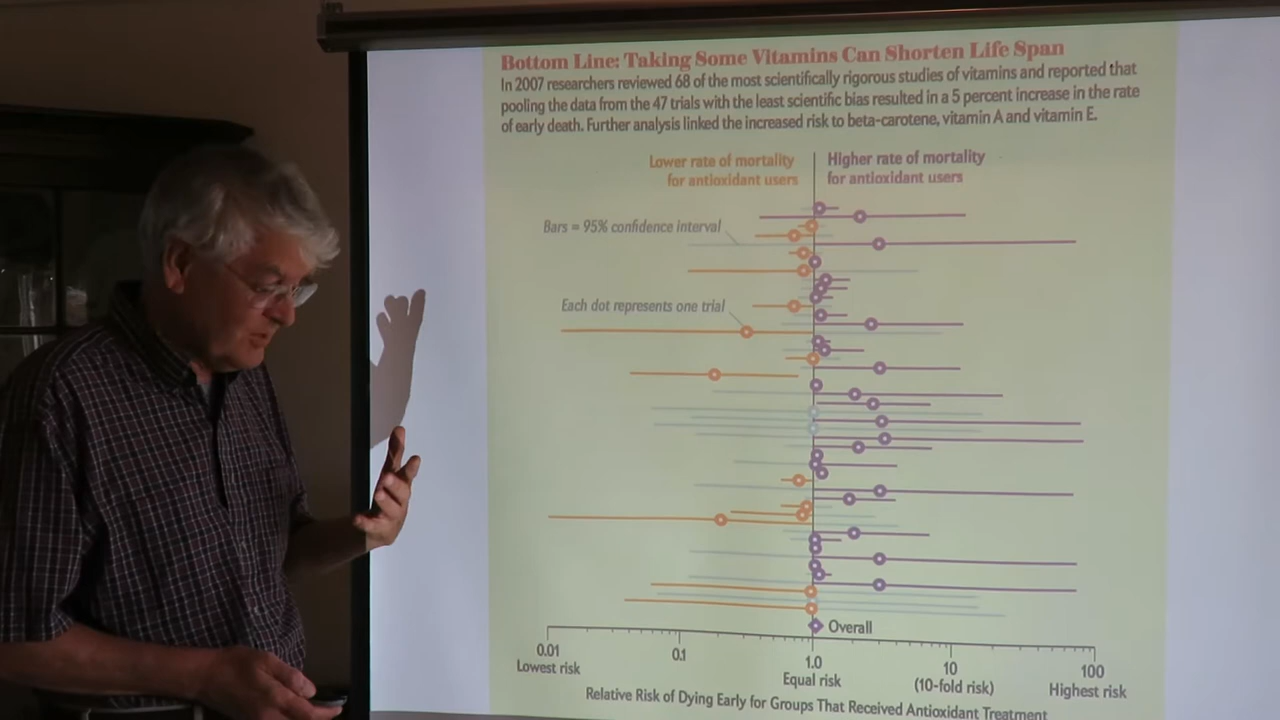 Bottom Line: Taking Some Vitamins Can Shorten Life Span
In 2007 researchers reviewed 68 of the most scientifically rigorous studies of vitamins and reported that
pooling the data from the 47 trials with the least scientific bias resulted in a 5 percent increase in the rate
of early death. Further analysis linked the increased risk to beta-carotene, vitamin A and vitamin E.
Lower rate of mortality
for antioxidant users
Higher rate of mortality
for antioxidant users
Bars = 95% confidence interval
Each dot represents one trial
Overall
0.01
0.1
1.0
10
100
Lowest risk
Equal risk
(10-fold risk)
Highest risk
Relative Risk of Dying Early for Groups That Received Antioxidant Treatment